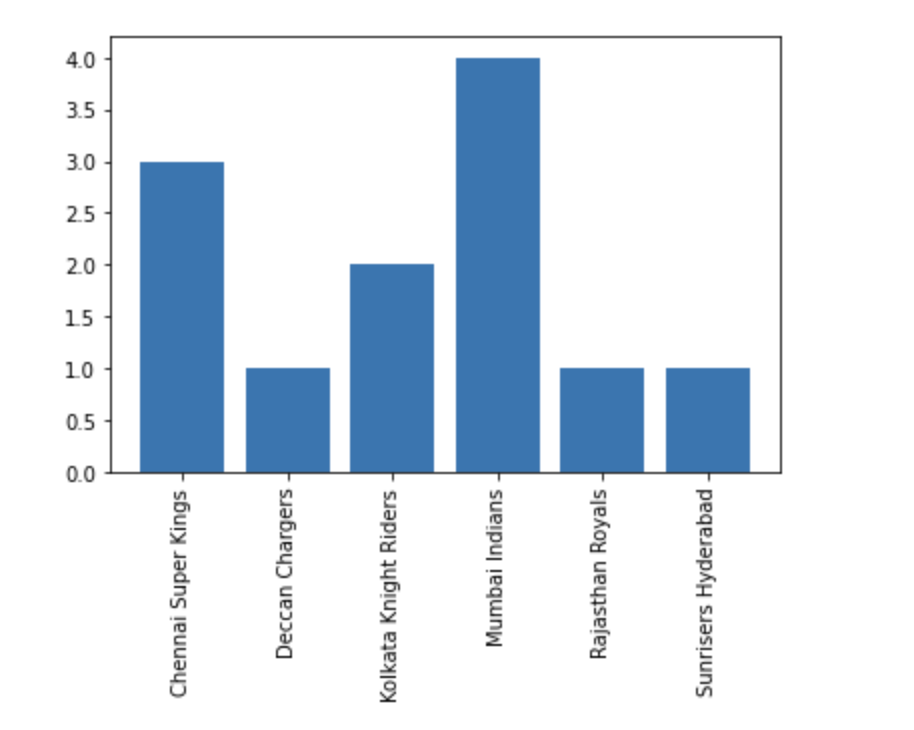 4.0
3.5
3.0
2.5
2.0
1.5
1.0
0.5
0.0
Chennai Super Kings
Deccan Chargers
Kolkata Knight Riders
Mumbai Indians
Rajasthan Royals
Sunrisers Hyderabad